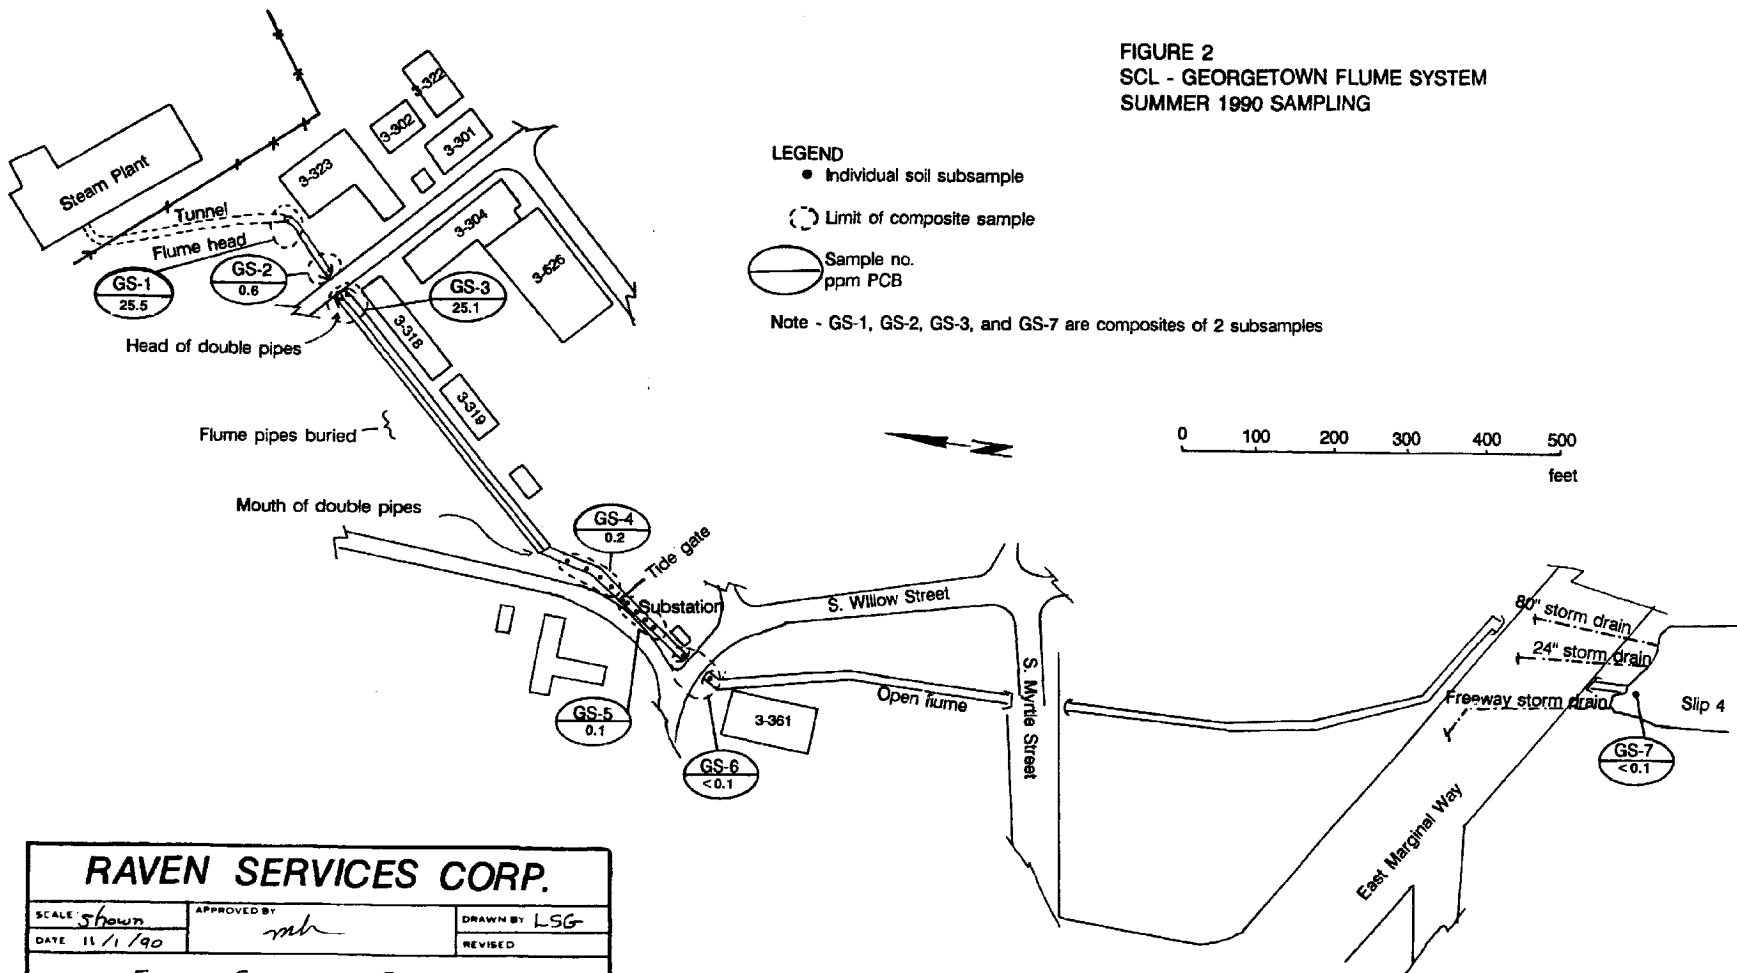 FIGURE 2
SCL - GEORGETOWN FLUME SYSTEM
SUMMER 1990 SAMPLING
LEGEND
Individual soil subsample
Limit of composite sample
Sample no.
ppm PCB
Note - GS-1, GS-2, GS-3, and GS-7 are composites of 2 subsamples
0 100 200 300 400 500
feet
3-322
3-302
3-301
3-323
Steam Plant
Tunnel
Flume head
3-304
3-626
GS-1
25.5
GS-2
0.6
GS-3
25.1
Head of double pipes
3-318
3-319
Flume pipes buried
Mouth of double pipes
GS-4
0.2
Tide gate
Substation
S. Willow Street
GS-5
0.1
GS-6
<0.1
3-361
Open flume
S. Myrtle Street
80" storm drain
24" storm drain
Freeway storm drain
Slip 4
GS-7
<0.1
East Marginal Way
RAVEN SERVICES CORP.
SCALE Shown
APPROVED BY mh
DRAWN BY LSG
DATE 11/1/90
REVISED